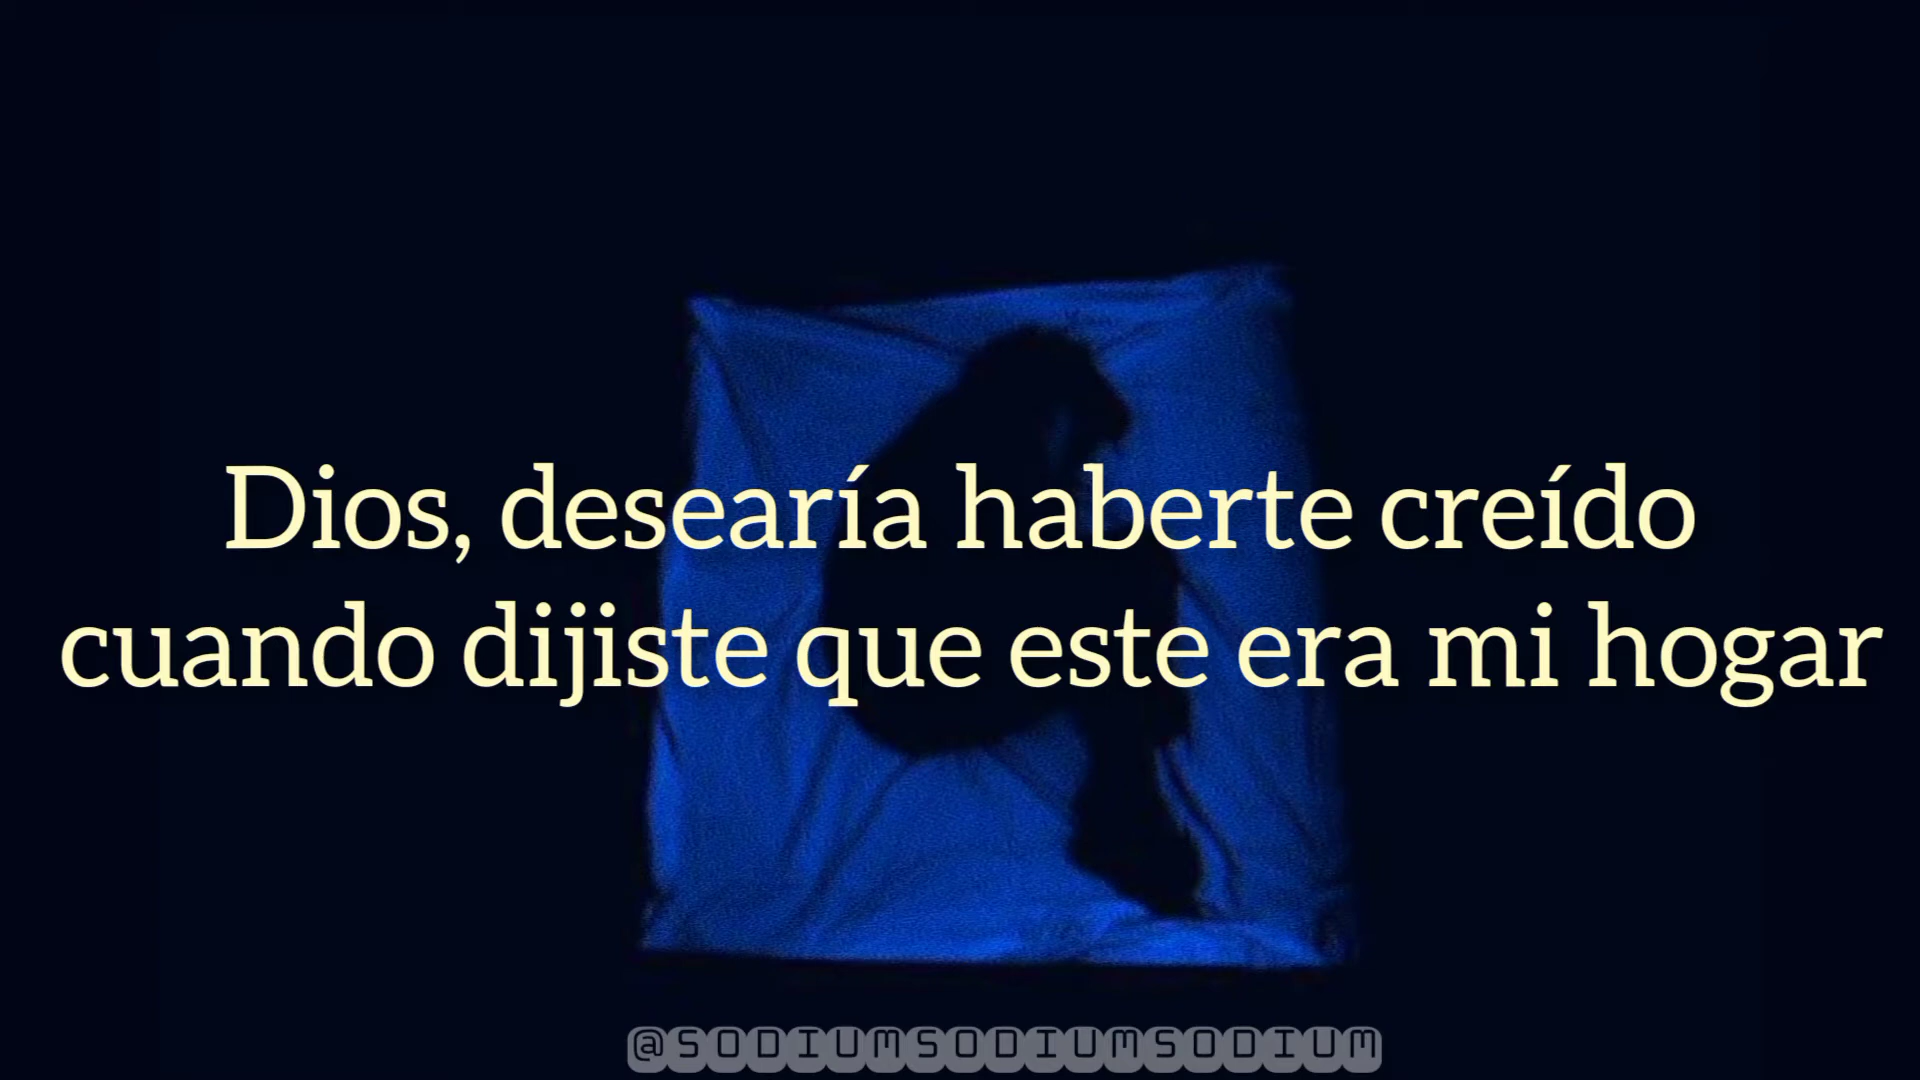 Dios, desearía haberte creído
cuando dijiste que este era mi hogar
@SODIUMSODIUMSODIUM